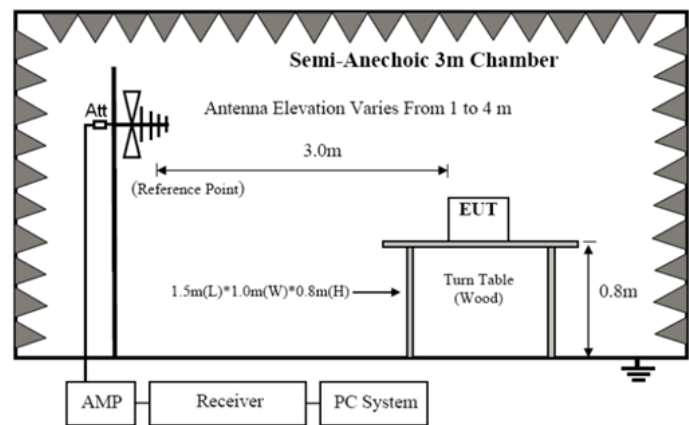 Semi-Anechoic 3m Chamber
Att
Antenna Elevation Varies From 1 to 4 m
3.0m
(Reference Point)
EUT
1.5m(L)*1.0m(W)*0.8m(H)
Turn Table
(Wood)
0.8m
AMP
Receiver
PC System